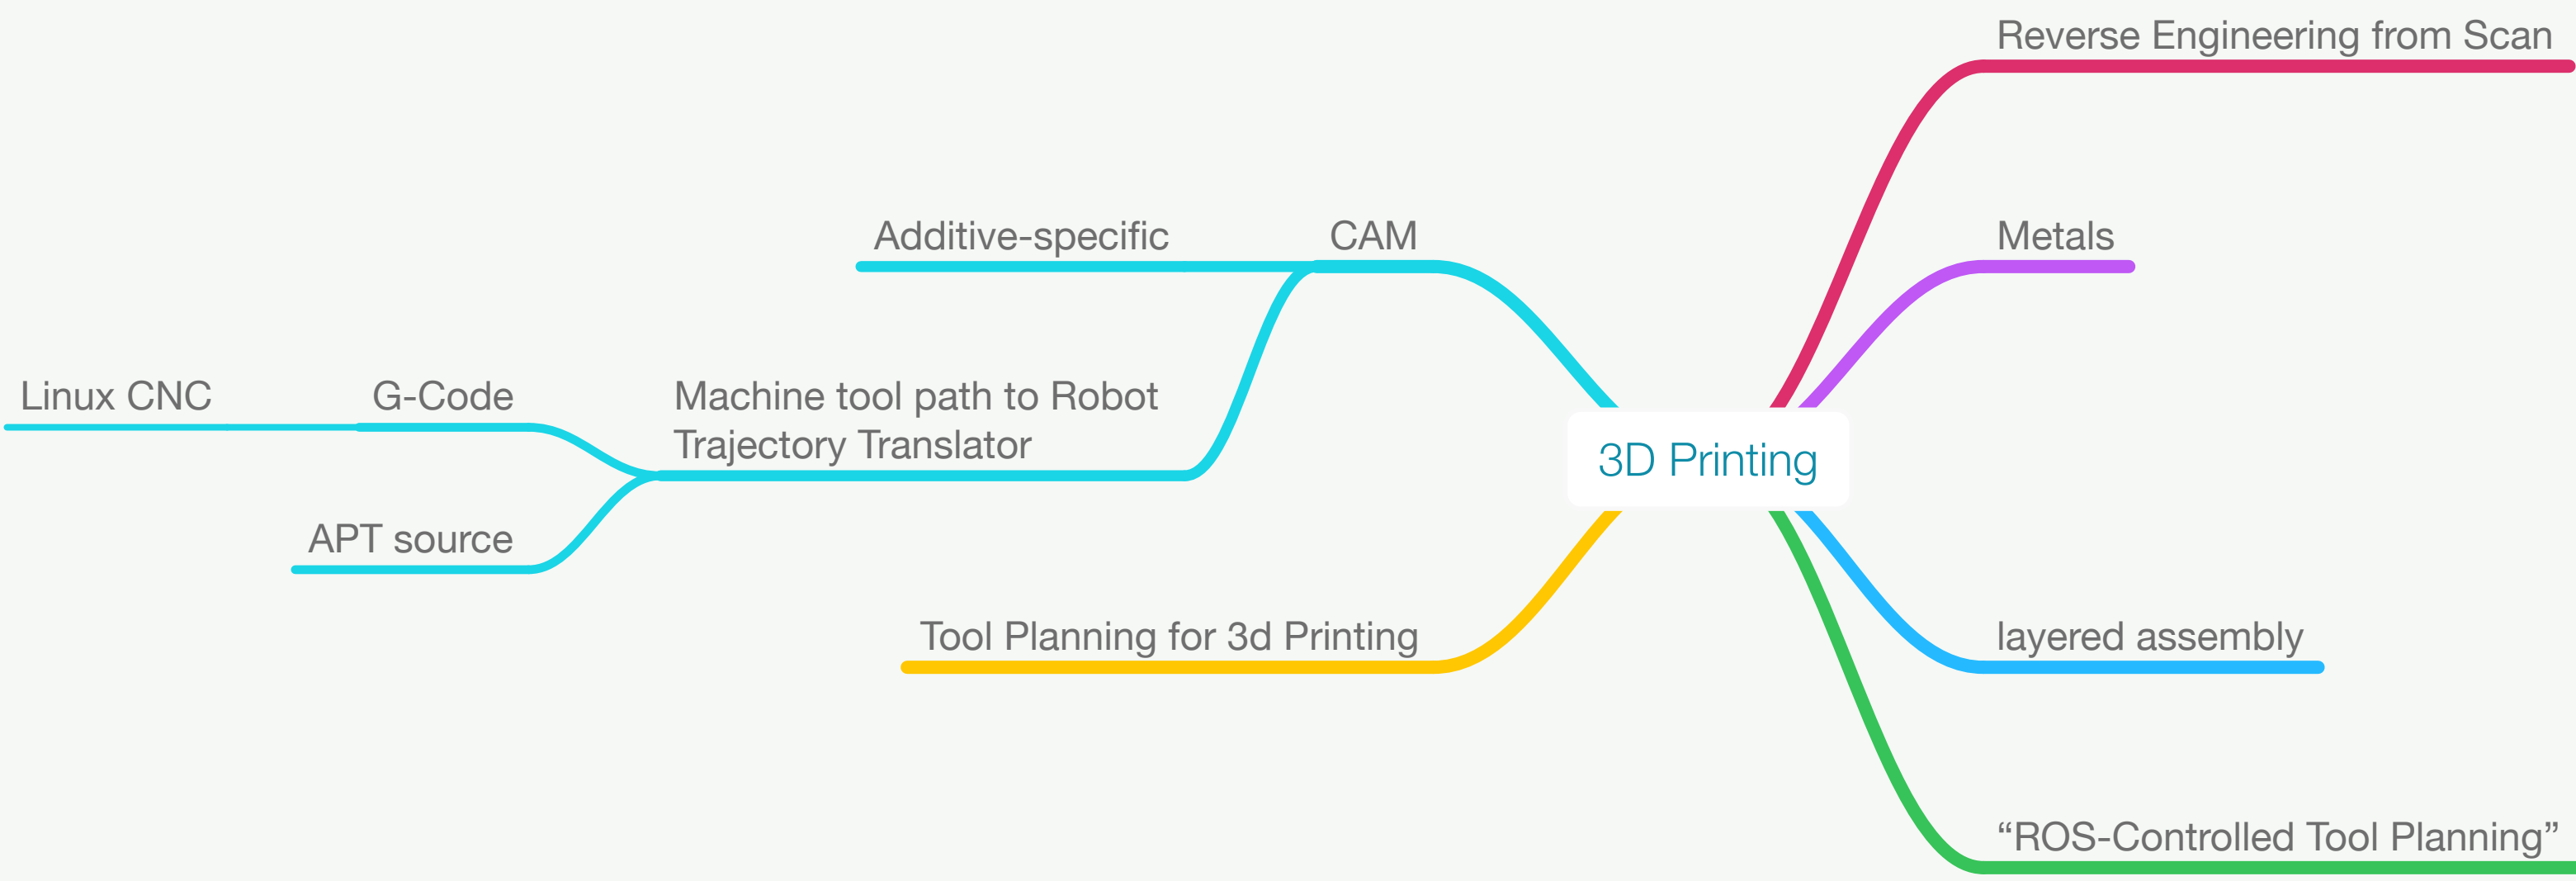 Reverse Engineering from Scan
Additive-specific
CAM
Metals
Linux CNC
G-Code
Machine tool path to Robot
Trajectory Translator
3D Printing
APT source
Tool Planning for 3d Printing
layered assembly
“ROS-Controlled Tool Planning”